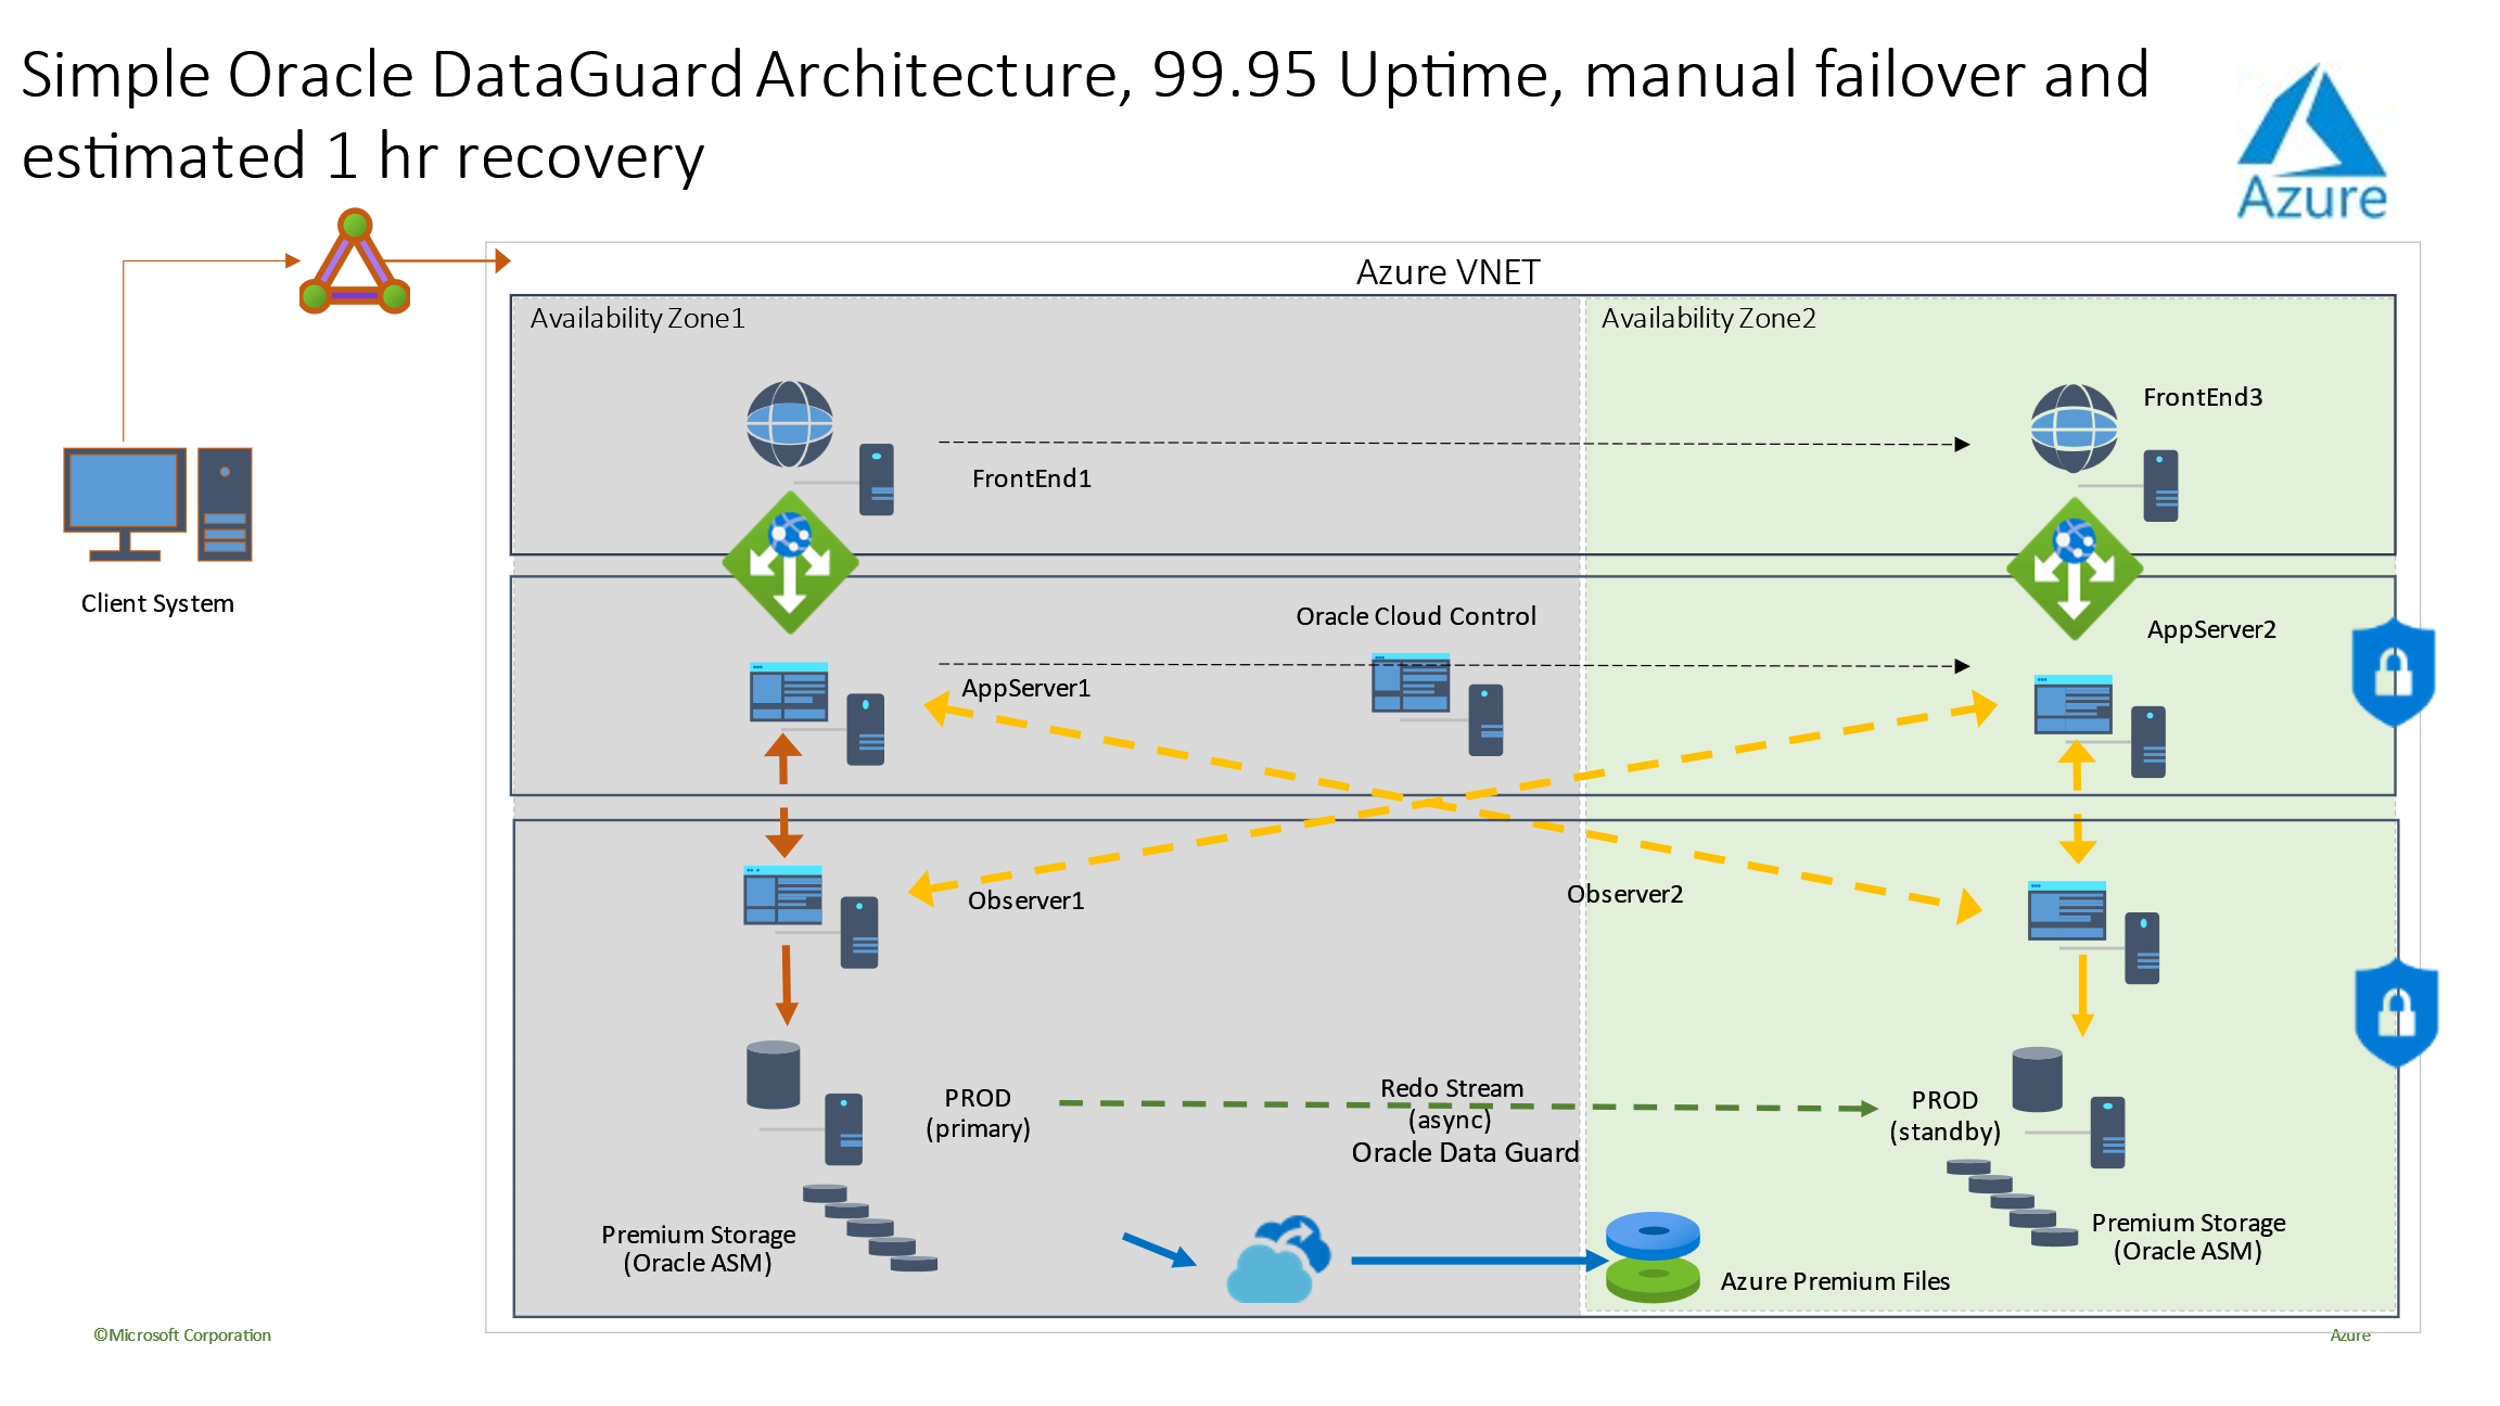 Simple Oracle DataGuard Architecture, 99.95 Uptime, manual failover and
estimated 1 hr recovery
Azure
Azure VNET
Availability Zone1
Availability Zone2
FrontEnd3
FrontEnd1
Client System
Oracle Cloud Control
AppServer2
AppServer1
Observer1
Observer2
PROD
(primary)
Redo Stream
(async)
Oracle Data Guard
PROD
(standby)
Premium Storage
(Oracle ASM)
Premium Storage
(Oracle ASM)
Azure Premium Files
©Microsoft Corporation
Azure